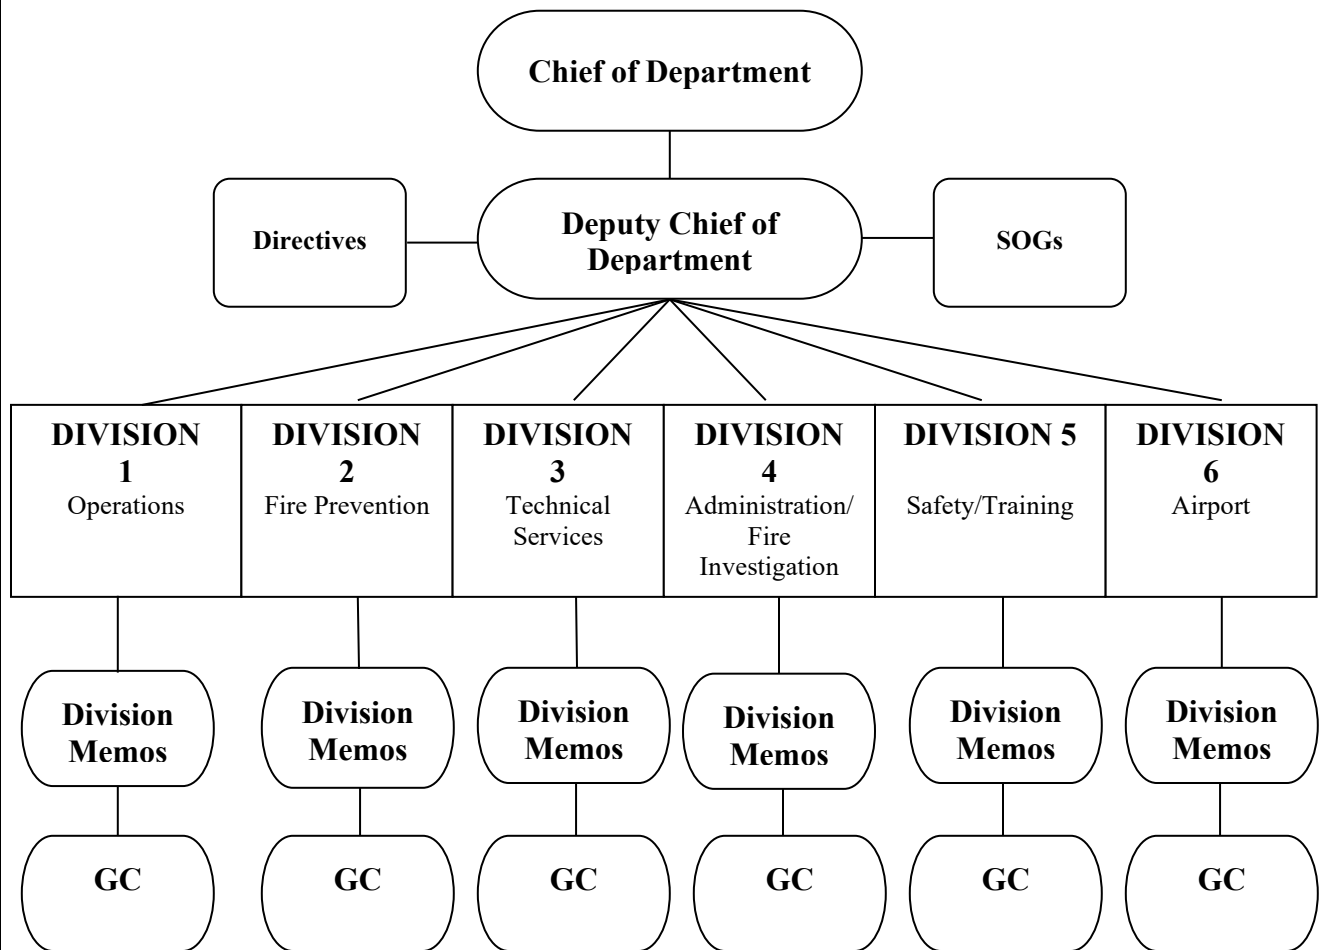 Chief of Department
Directives
Deputy Chief of
Department
SOGs
DIVISION
1
Operations
DIVISION
2
Fire Prevention
DIVISION
3
Technical
Services
DIVISION
4
Administration/
Fire
Investigation
DIVISION 5
Safety/Training
DIVISION
6
Airport
Division
Memos
Division
Memos
Division
Memos
Division
Memos
Division
Memos
Division
Memos
GC
GC
GC
GC
GC
GC